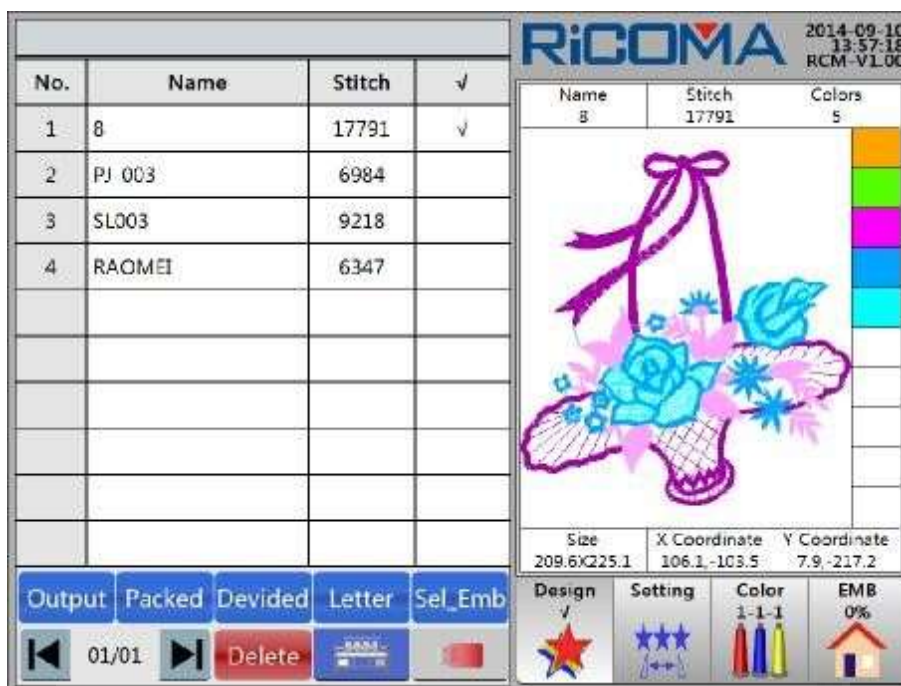 RiCOMA
2014-09-10
13:57:18
RCM-V1.00
No. Name Stitch √
1 8 17791 √
2 PJ 003 6984
3 SL003 9218
4 RAOMEI 6347
Name Stitch Colors
8 17791 5
Size X Coordinate Y Coordinate
209.6X225.1 106.1,-103.5 7.9,-217.2
Output Packed Devided Letter Sel_Emb
01/01 Delete
Design Setting Color EMB
√ 1-1-1 0%